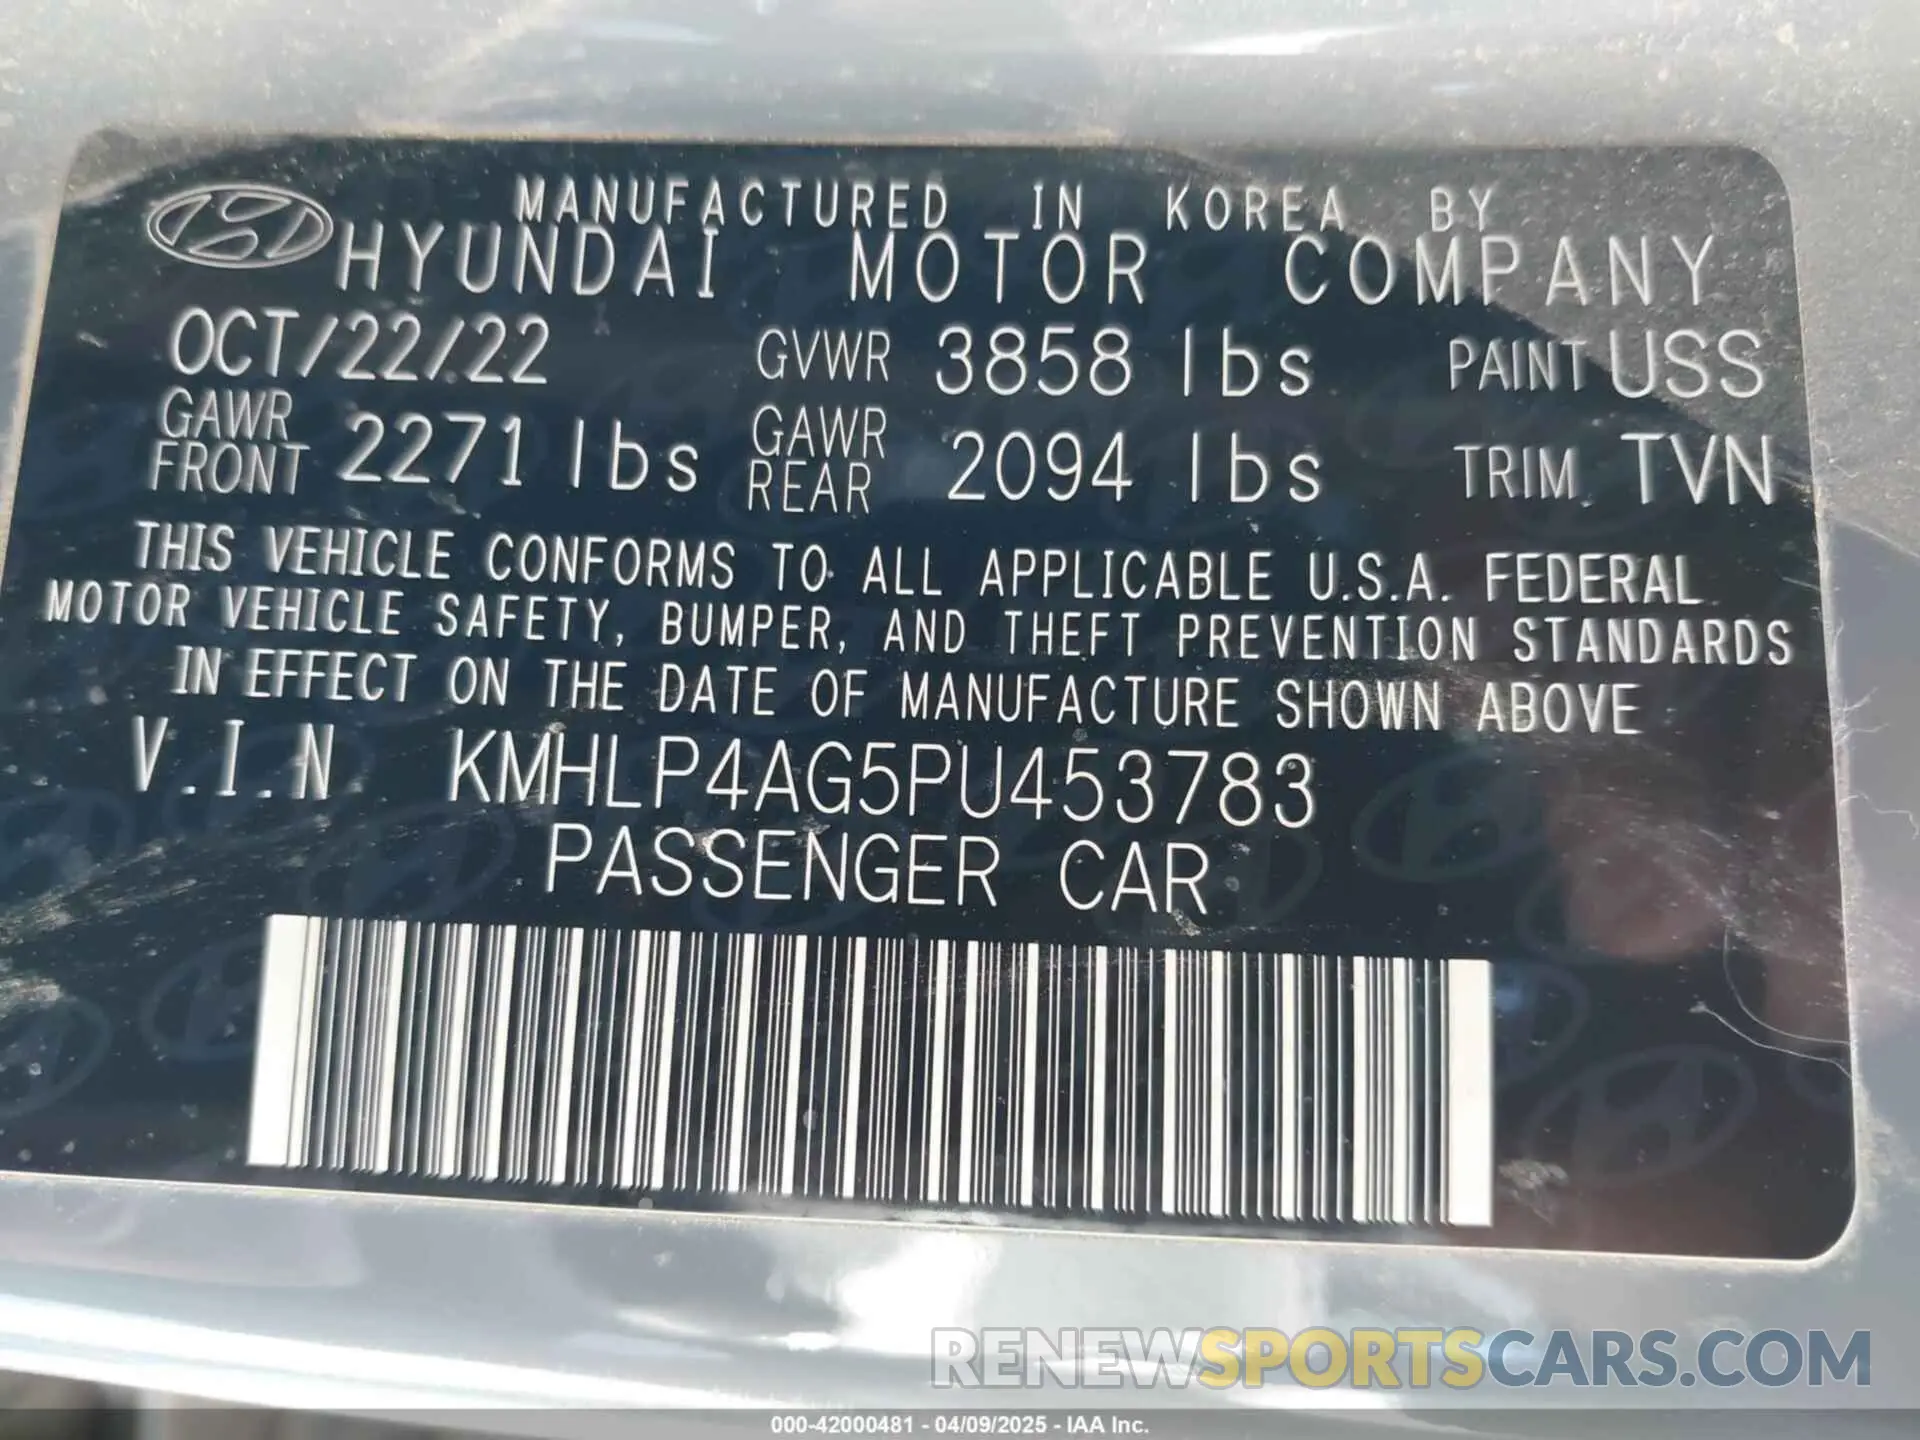 MANUFACTURED IN KOREA BY
HYUNDAI MOTOR COMPANY
OCT/22/22 GVWR 3858 lbs PAINT USS
GAWR FRONT 2271 lbs GAWR REAR 2094 lbs TRIM TVN
THIS VEHICLE CONFORMS TO ALL APPLICABLE U.S.A. FEDERAL
MOTOR VEHICLE SAFETY, BUMPER, AND THEFT PREVENTION STANDARDS
IN EFFECT ON THE DATE OF MANUFACTURE SHOWN ABOVE
V.I.N KMHLP4AG5PU453783
PASSENGER CAR
RENEWSPORTSCARS.COM
000-42000481 - 04/09/2025 - IAA Inc.